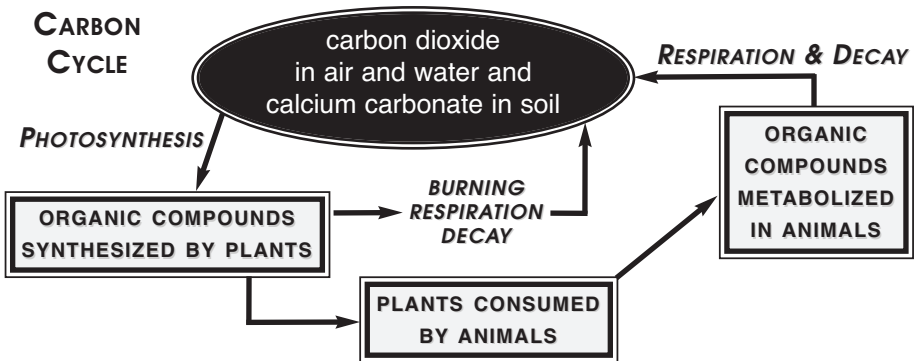 CARBON
CYCLE
carbon dioxide
in air and water and
calcium carbonate in soil
RESPIRATION & DECAY
PHOTOSYNTHESIS
ORGANIC COMPOUNDS
SYNTHESIZED BY PLANTS
BURNING
RESPIRATION
DECAY
ORGANIC
COMPOUNDS
METABOLIZED
IN ANIMALS
PLANTS CONSUMED
BY ANIMALS